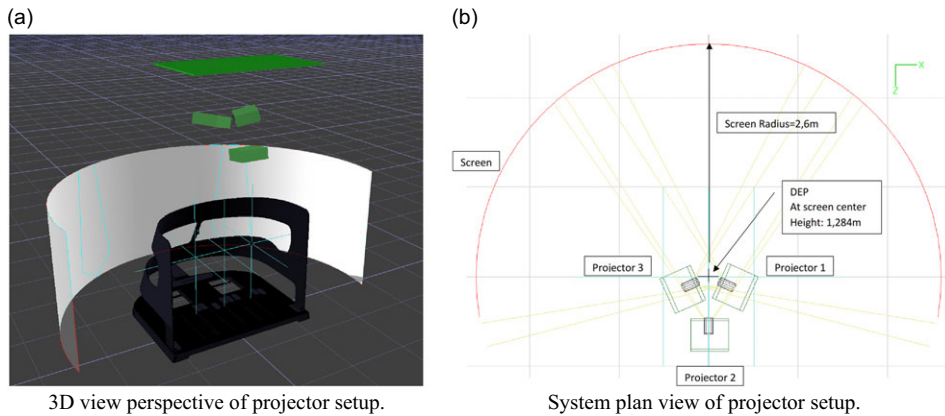 (a)
(b)
X
Z
Screen Radius=2,6m
Screen
DEP
At screen center
Height: 1,284m
Projector 3
Projector 1
Projector 2
3D view perspective of projector setup.
System plan view of projector setup.